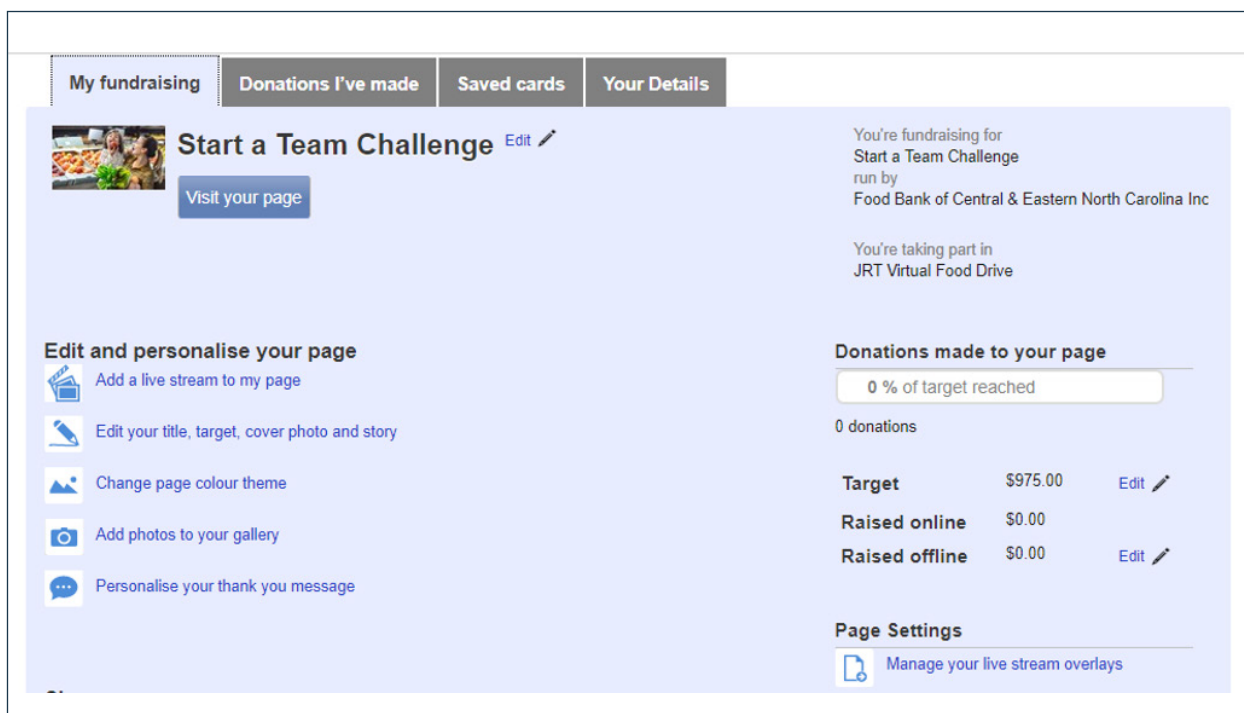 My fundraising
Donations I've made
Saved cards
Your Details
Start a Team Challenge Edit
Visit your page
You're fundraising for
Start a Team Challenge
run by
Food Bank of Central & Eastern North Carolina Inc
You're taking part in
JRT Virtual Food Drive
Edit and personalise your page
Add a live stream to my page
Edit your title, target, cover photo and story
Change page colour theme
Add photos to your gallery
Personalise your thank you message
Donations made to your page
0 % of target reached
0 donations
Target $975.00 Edit
Raised online $0.00
Raised offline $0.00 Edit
Page Settings
Manage your live stream overlays